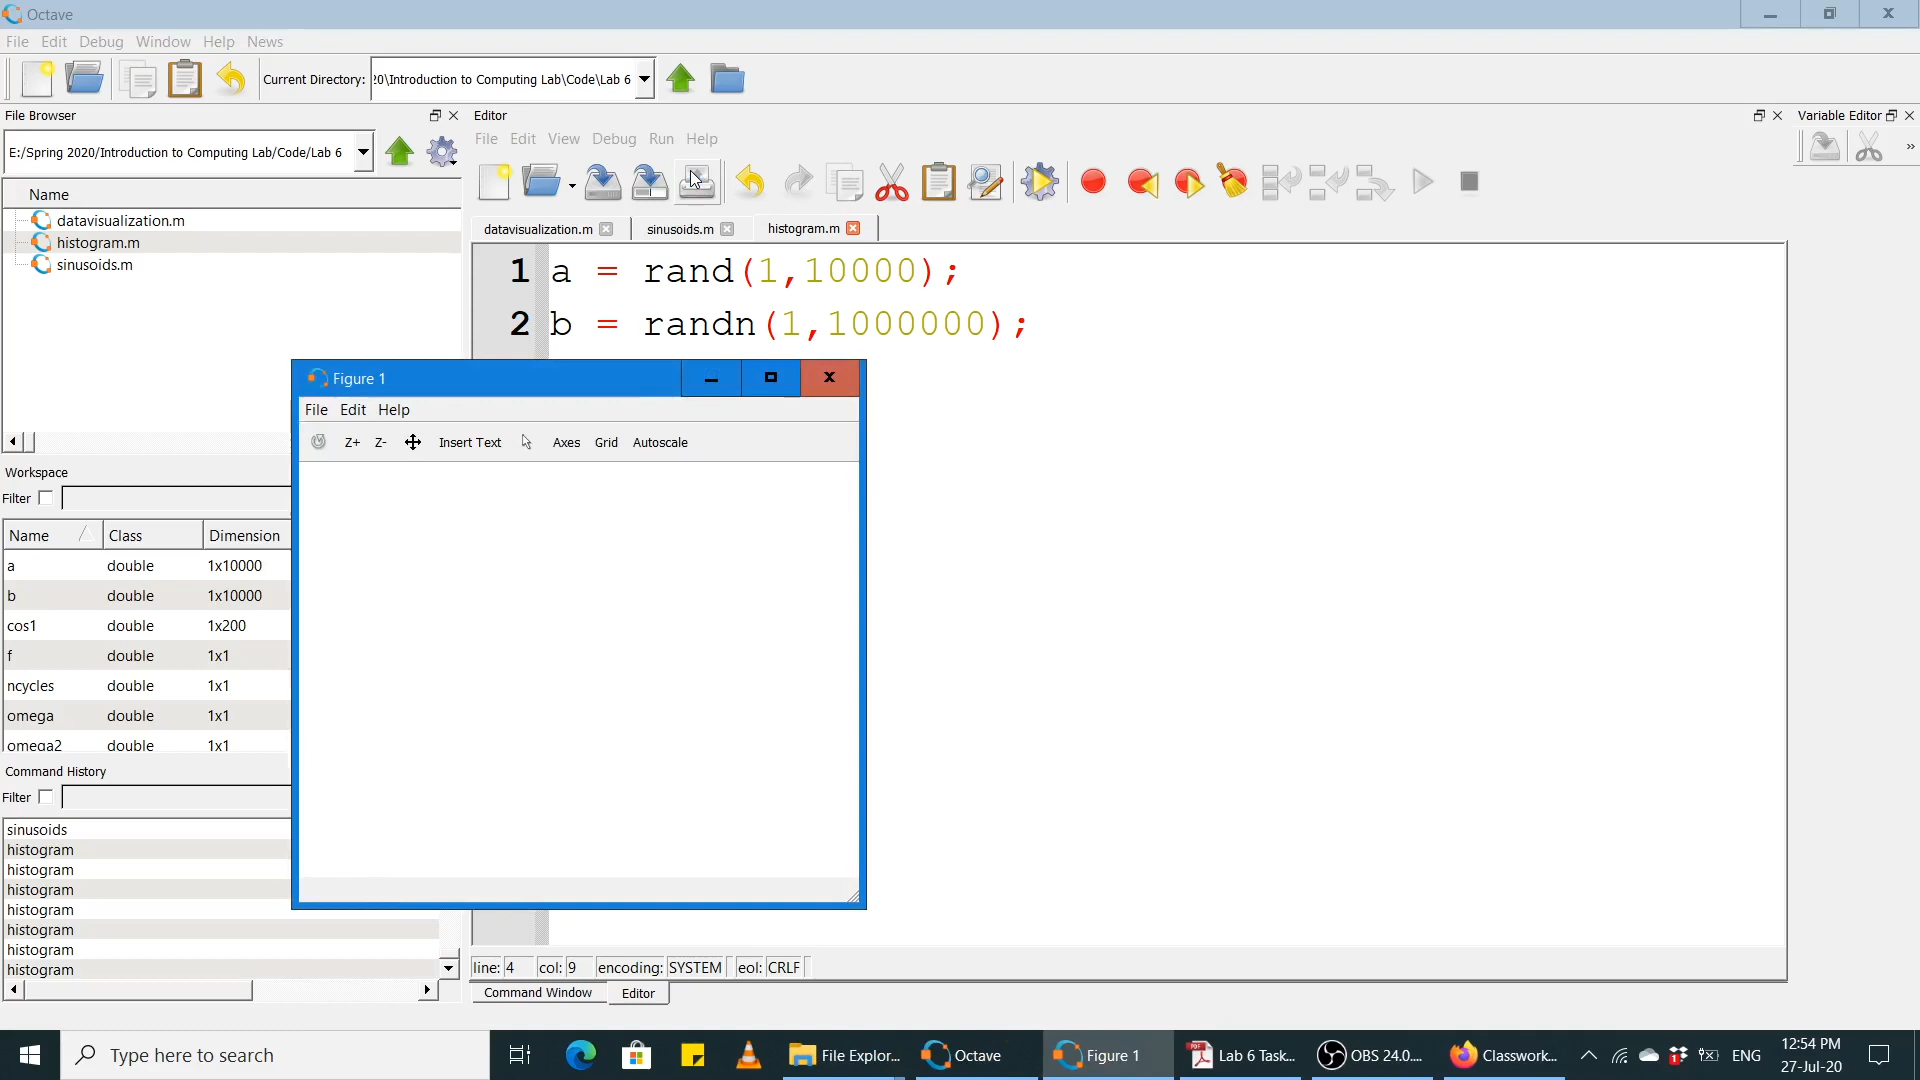 Octave
File Edit Debug Window Help News
Current Directory: ?0\Introduction to Computing Lab\Code\Lab 6
File Browser
E:/Spring 2020/Introduction to Computing Lab/Code/Lab 6
Name
datavisualization.m
histogram.m
sinusoids.m
Workspace
Filter
Name Class Dimension
a double 1x10000
b double 1x10000
cos1 double 1x200
f double 1x1
ncycles double 1x1
omega double 1x1
omega2 double 1x1
Command History
Filter
sinusoids
histogram
histogram
histogram
histogram
histogram
histogram
histogram
Editor
File Edit View Debug Run Help
datavisualization.m sinusoids.m histogram.m
1 a = rand(1,10000);
2 b = randn(1,1000000);
Figure 1
File Edit Help
Z+ Z- Insert Text Axes Grid Autoscale
line: 4 col: 9 encoding: SYSTEM eol: CRLF
Command Window Editor
Variable Editor
»
Type here to search
File Explor...
Octave
Figure 1
Lab 6 Task...
OBS 24.0....
Classwork...
ENG
12:54 PM
27-Jul-20